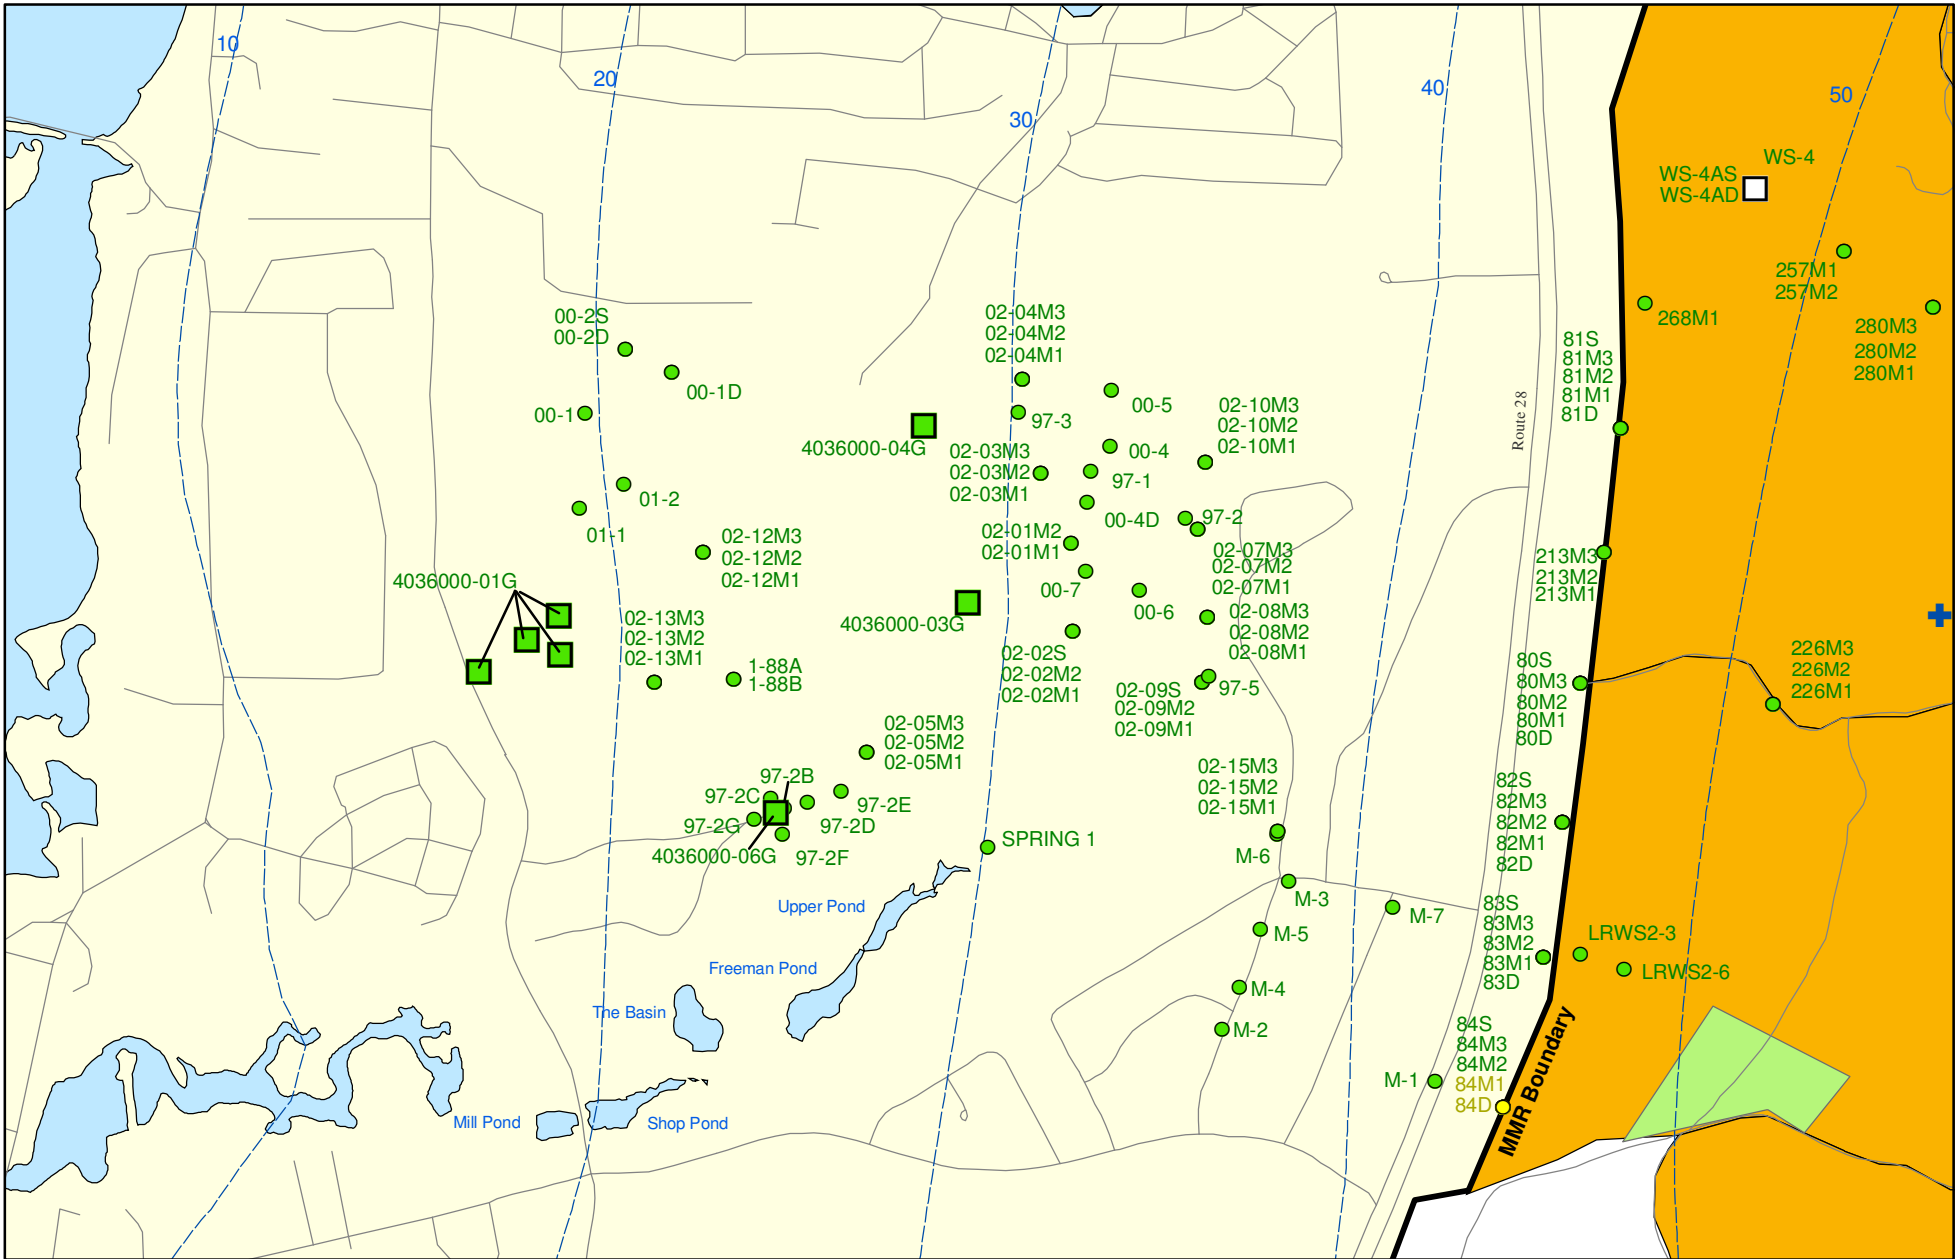 10
20
30
40
50
WS-4
WS-4AS
WS-4AD
257M1
257M2
268M1
280M3
280M2
280M1
00-2S
00-2D
00-1D
00-1
02-04M3
02-04M2
02-04M1
00-5
97-3
02-10M3
02-10M2
02-10M1
81S
81M3
81M2
81M1
81D
Route 28
4036000-04G
02-03M3
02-03M2
02-03M1
00-4
97-1
01-2
01-1
00-4D
97-2
02-01M2
02-01M1
02-12M3
02-12M2
02-12M1
02-07M3
02-07M2
02-07M1
213M3
213M2
213M1
4036000-01G
00-7
00-6
4036000-03G
02-13M3
02-13M2
02-13M1
02-08M3
02-08M2
02-08M1
1-88A
1-88B
02-02S
02-02M2
02-02M1
97-5
02-09S
02-09M2
02-09M1
80S
80M3
80M2
80M1
80D
226M3
226M2
226M1
02-05M3
02-05M2
02-05M1
97-2B
97-2C
97-2E
97-2G
97-2D
4036000-06G
97-2F
02-15M3
02-15M2
02-15M1
M-6
82S
82M3
82M2
82M1
82D
SPRING 1
M-3
M-7
M-5
Upper Pond
83S
83M3
83M2
83M1
83D
LRWS2-3
LRWS2-6
Freeman Pond
M-4
The Basin
M-2
84S
84M3
84M2
84M1
84D
M-1
MMR Boundary
Mill Pond
Shop Pond